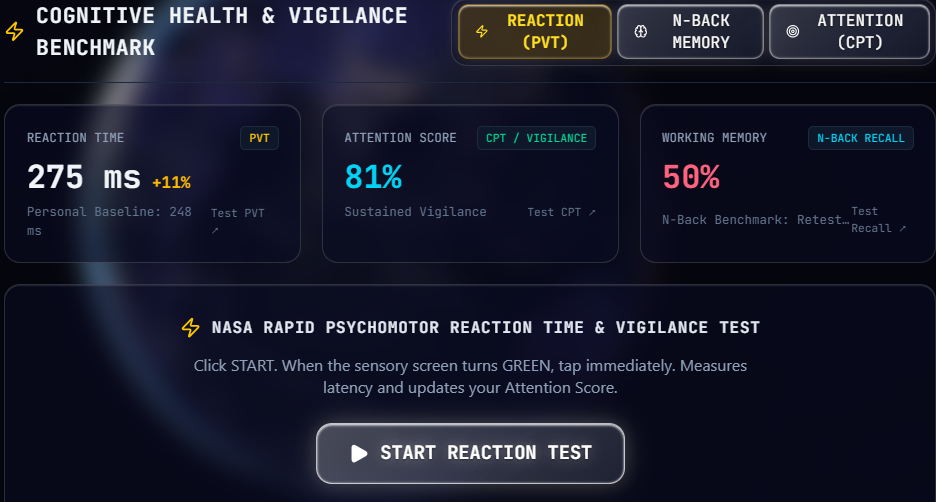 COGNITIVE HEALTH & VIGILANCE
BENCHMARK
REACTION
(PVT)
N-BACK
MEMORY
ATTENTION
(CPT)
REACTION TIME
PVT
275 ms +11%
Personal Baseline: 248
ms
Test PVT
↗
ATTENTION SCORE
CPT / VIGILANCE
81%
Sustained Vigilance
Test CPT ↗
WORKING MEMORY
N-BACK RECALL
50%
N-Back Benchmark: Retest…
Test
Recall ↗
NASA RAPID PSYCHOMOTOR REACTION TIME & VIGILANCE TEST
Click START. When the sensory screen turns GREEN, tap immediately. Measures
latency and updates your Attention Score.
START REACTION TEST